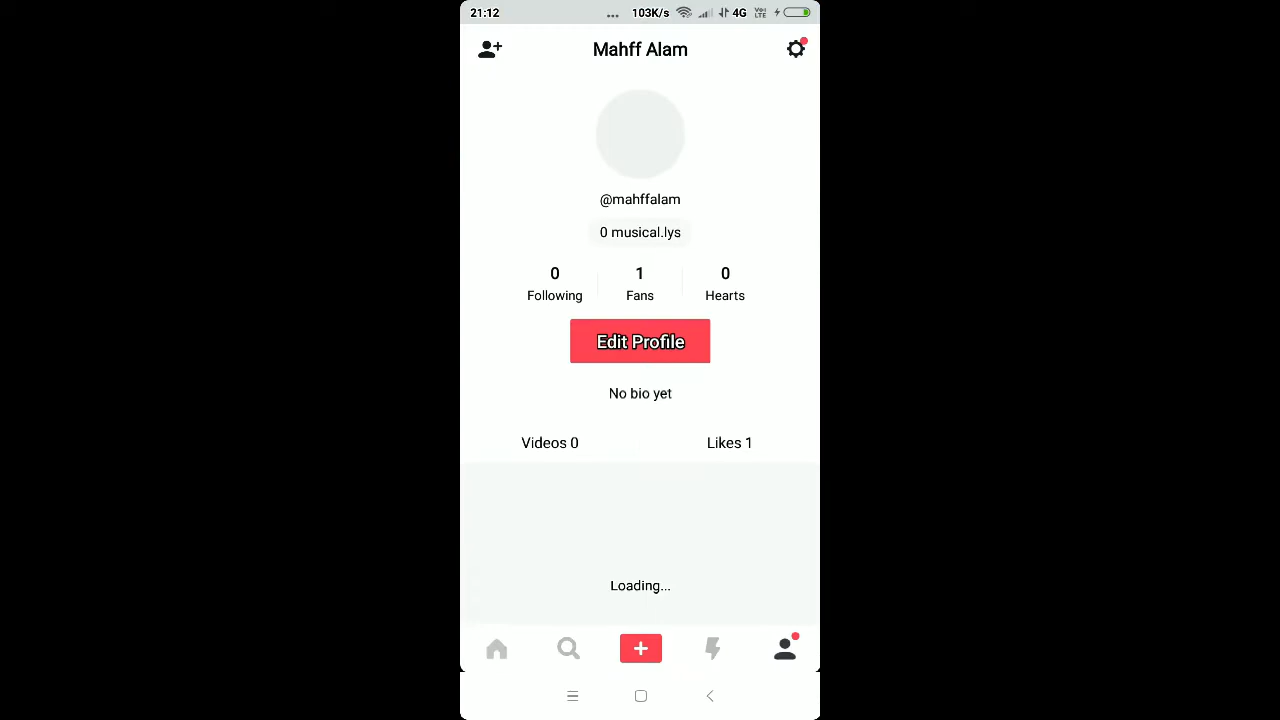 21:12 ... 103K/s 4G VoLTE
Mahff Alam
@mahffalam
0 musical.lys
0 1 0
Following Fans Hearts
Edit Profile
No bio yet
Videos 0 Likes 1
Loading...